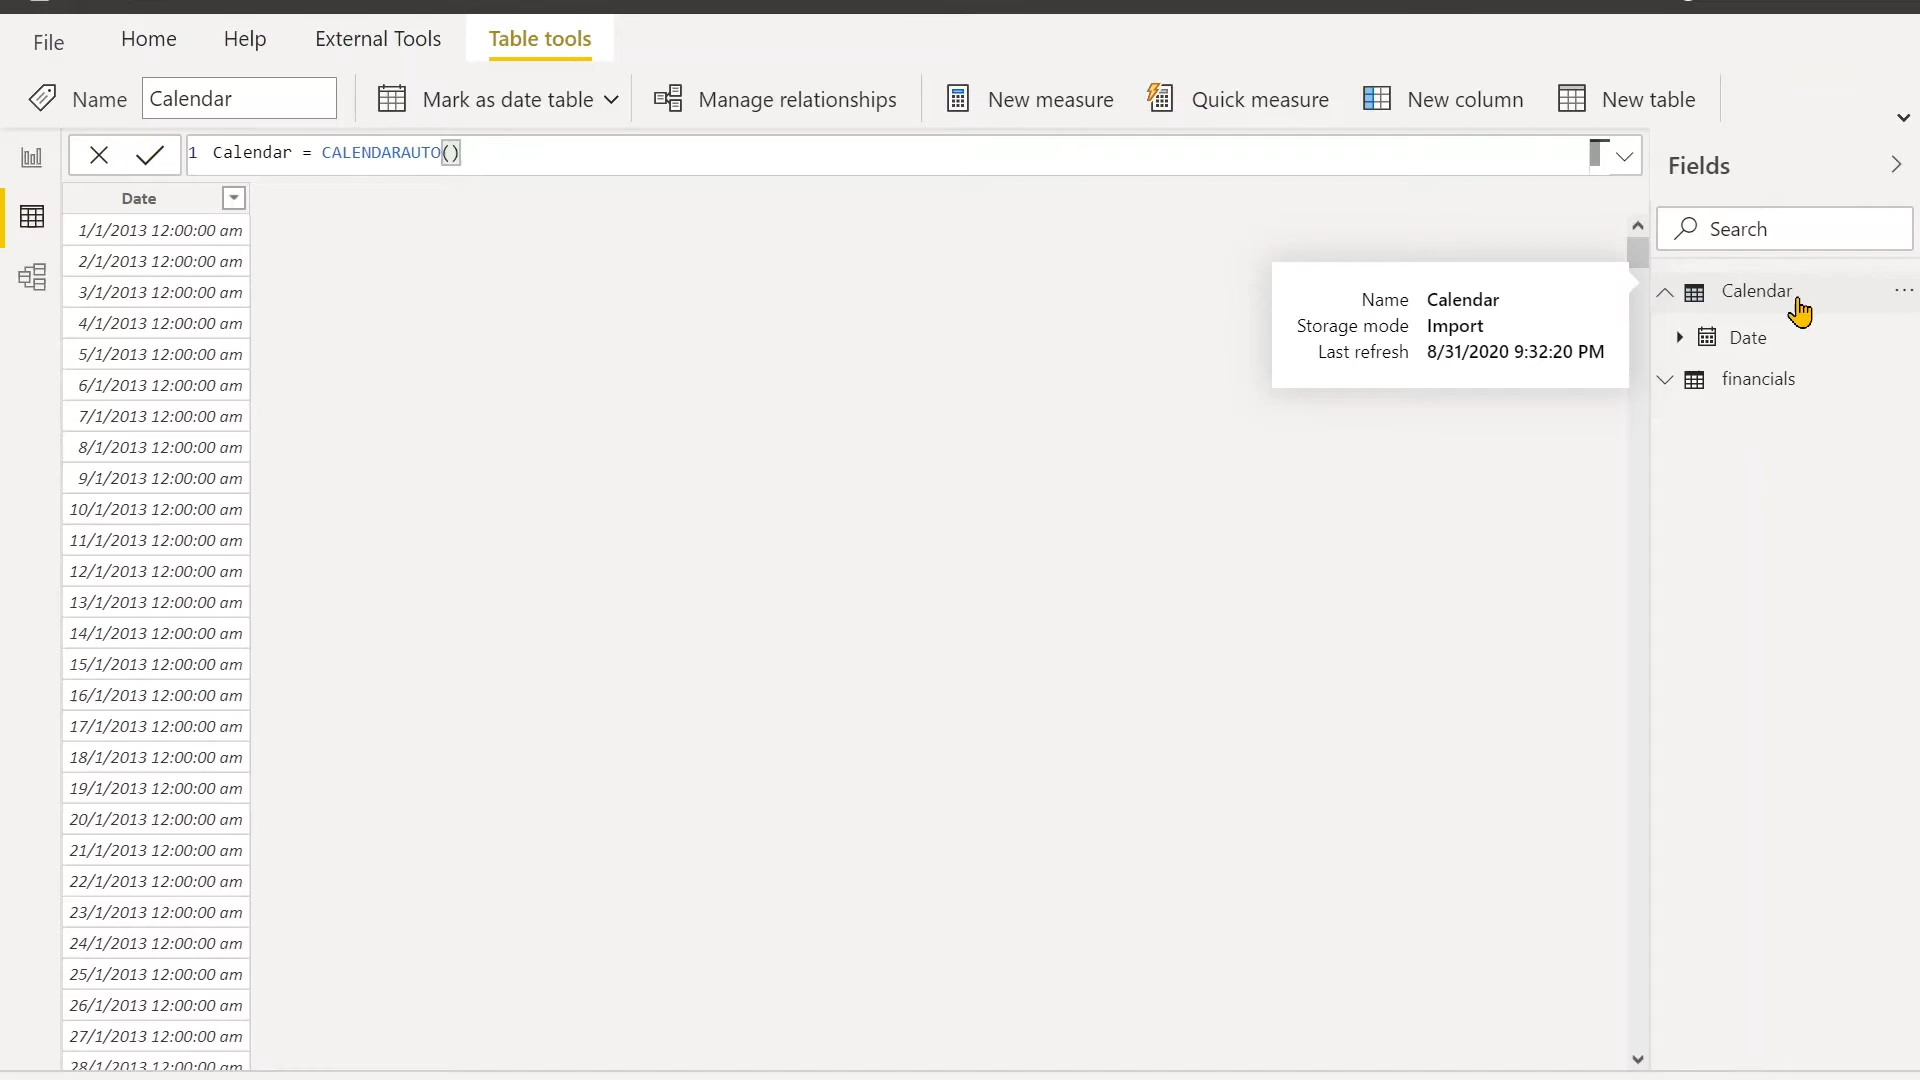 File Home Help External Tools Table tools
Name Calendar Mark as date table Manage relationships New measure Quick measure New column New table
1 Calendar = CALENDARAUTO()
Fields
Search
Calendar
Date
financials
Name Calendar
Storage mode Import
Last refresh 8/31/2020 9:32:20 PM
Date
1/1/2013 12:00:00 am
2/1/2013 12:00:00 am
3/1/2013 12:00:00 am
4/1/2013 12:00:00 am
5/1/2013 12:00:00 am
6/1/2013 12:00:00 am
7/1/2013 12:00:00 am
8/1/2013 12:00:00 am
9/1/2013 12:00:00 am
10/1/2013 12:00:00 am
11/1/2013 12:00:00 am
12/1/2013 12:00:00 am
13/1/2013 12:00:00 am
14/1/2013 12:00:00 am
15/1/2013 12:00:00 am
16/1/2013 12:00:00 am
17/1/2013 12:00:00 am
18/1/2013 12:00:00 am
19/1/2013 12:00:00 am
20/1/2013 12:00:00 am
21/1/2013 12:00:00 am
22/1/2013 12:00:00 am
23/1/2013 12:00:00 am
24/1/2013 12:00:00 am
25/1/2013 12:00:00 am
26/1/2013 12:00:00 am
27/1/2013 12:00:00 am
28/1/2013 12:00:00 am